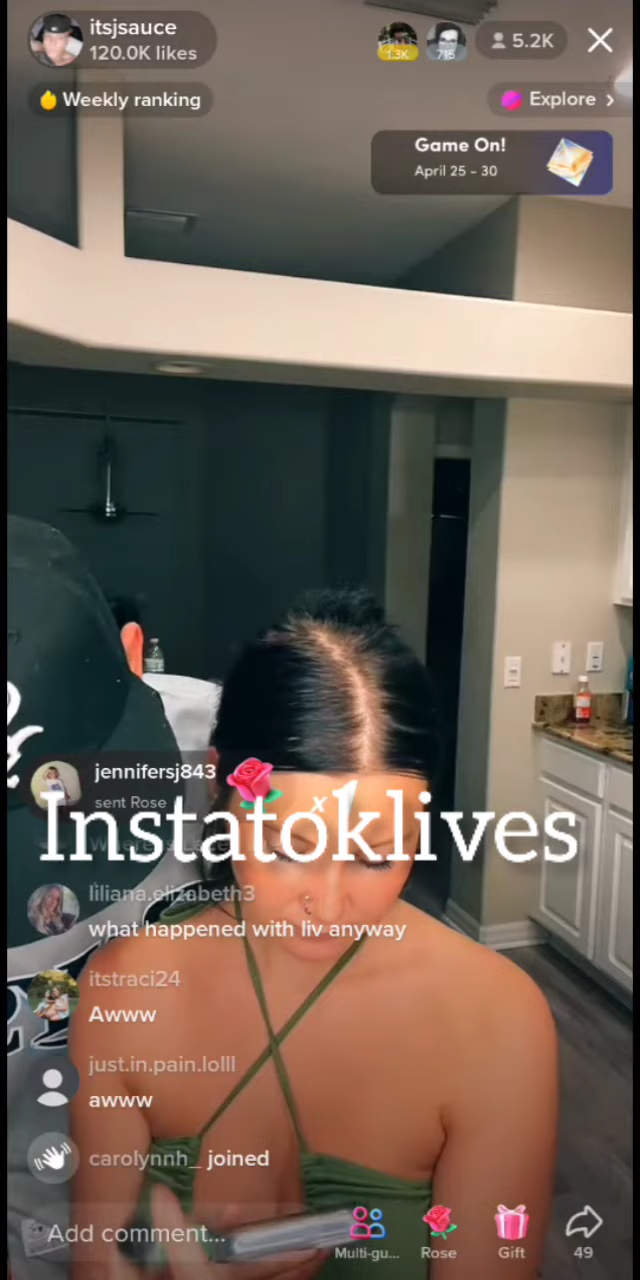 itsjsauce
120.0K likes
1.3K
715
5.2K
Weekly ranking
Explore >
Game On!
April 25 - 30
jennifersj843
sent Rose
x1
Instatoklives
liliana.elizabeth3
what happened with liv anyway
itstraci24
Awww
just.in.pain.lolll
awww
carolynnh_ joined
Add comment...
Multi-gu...
Rose
Gift
49